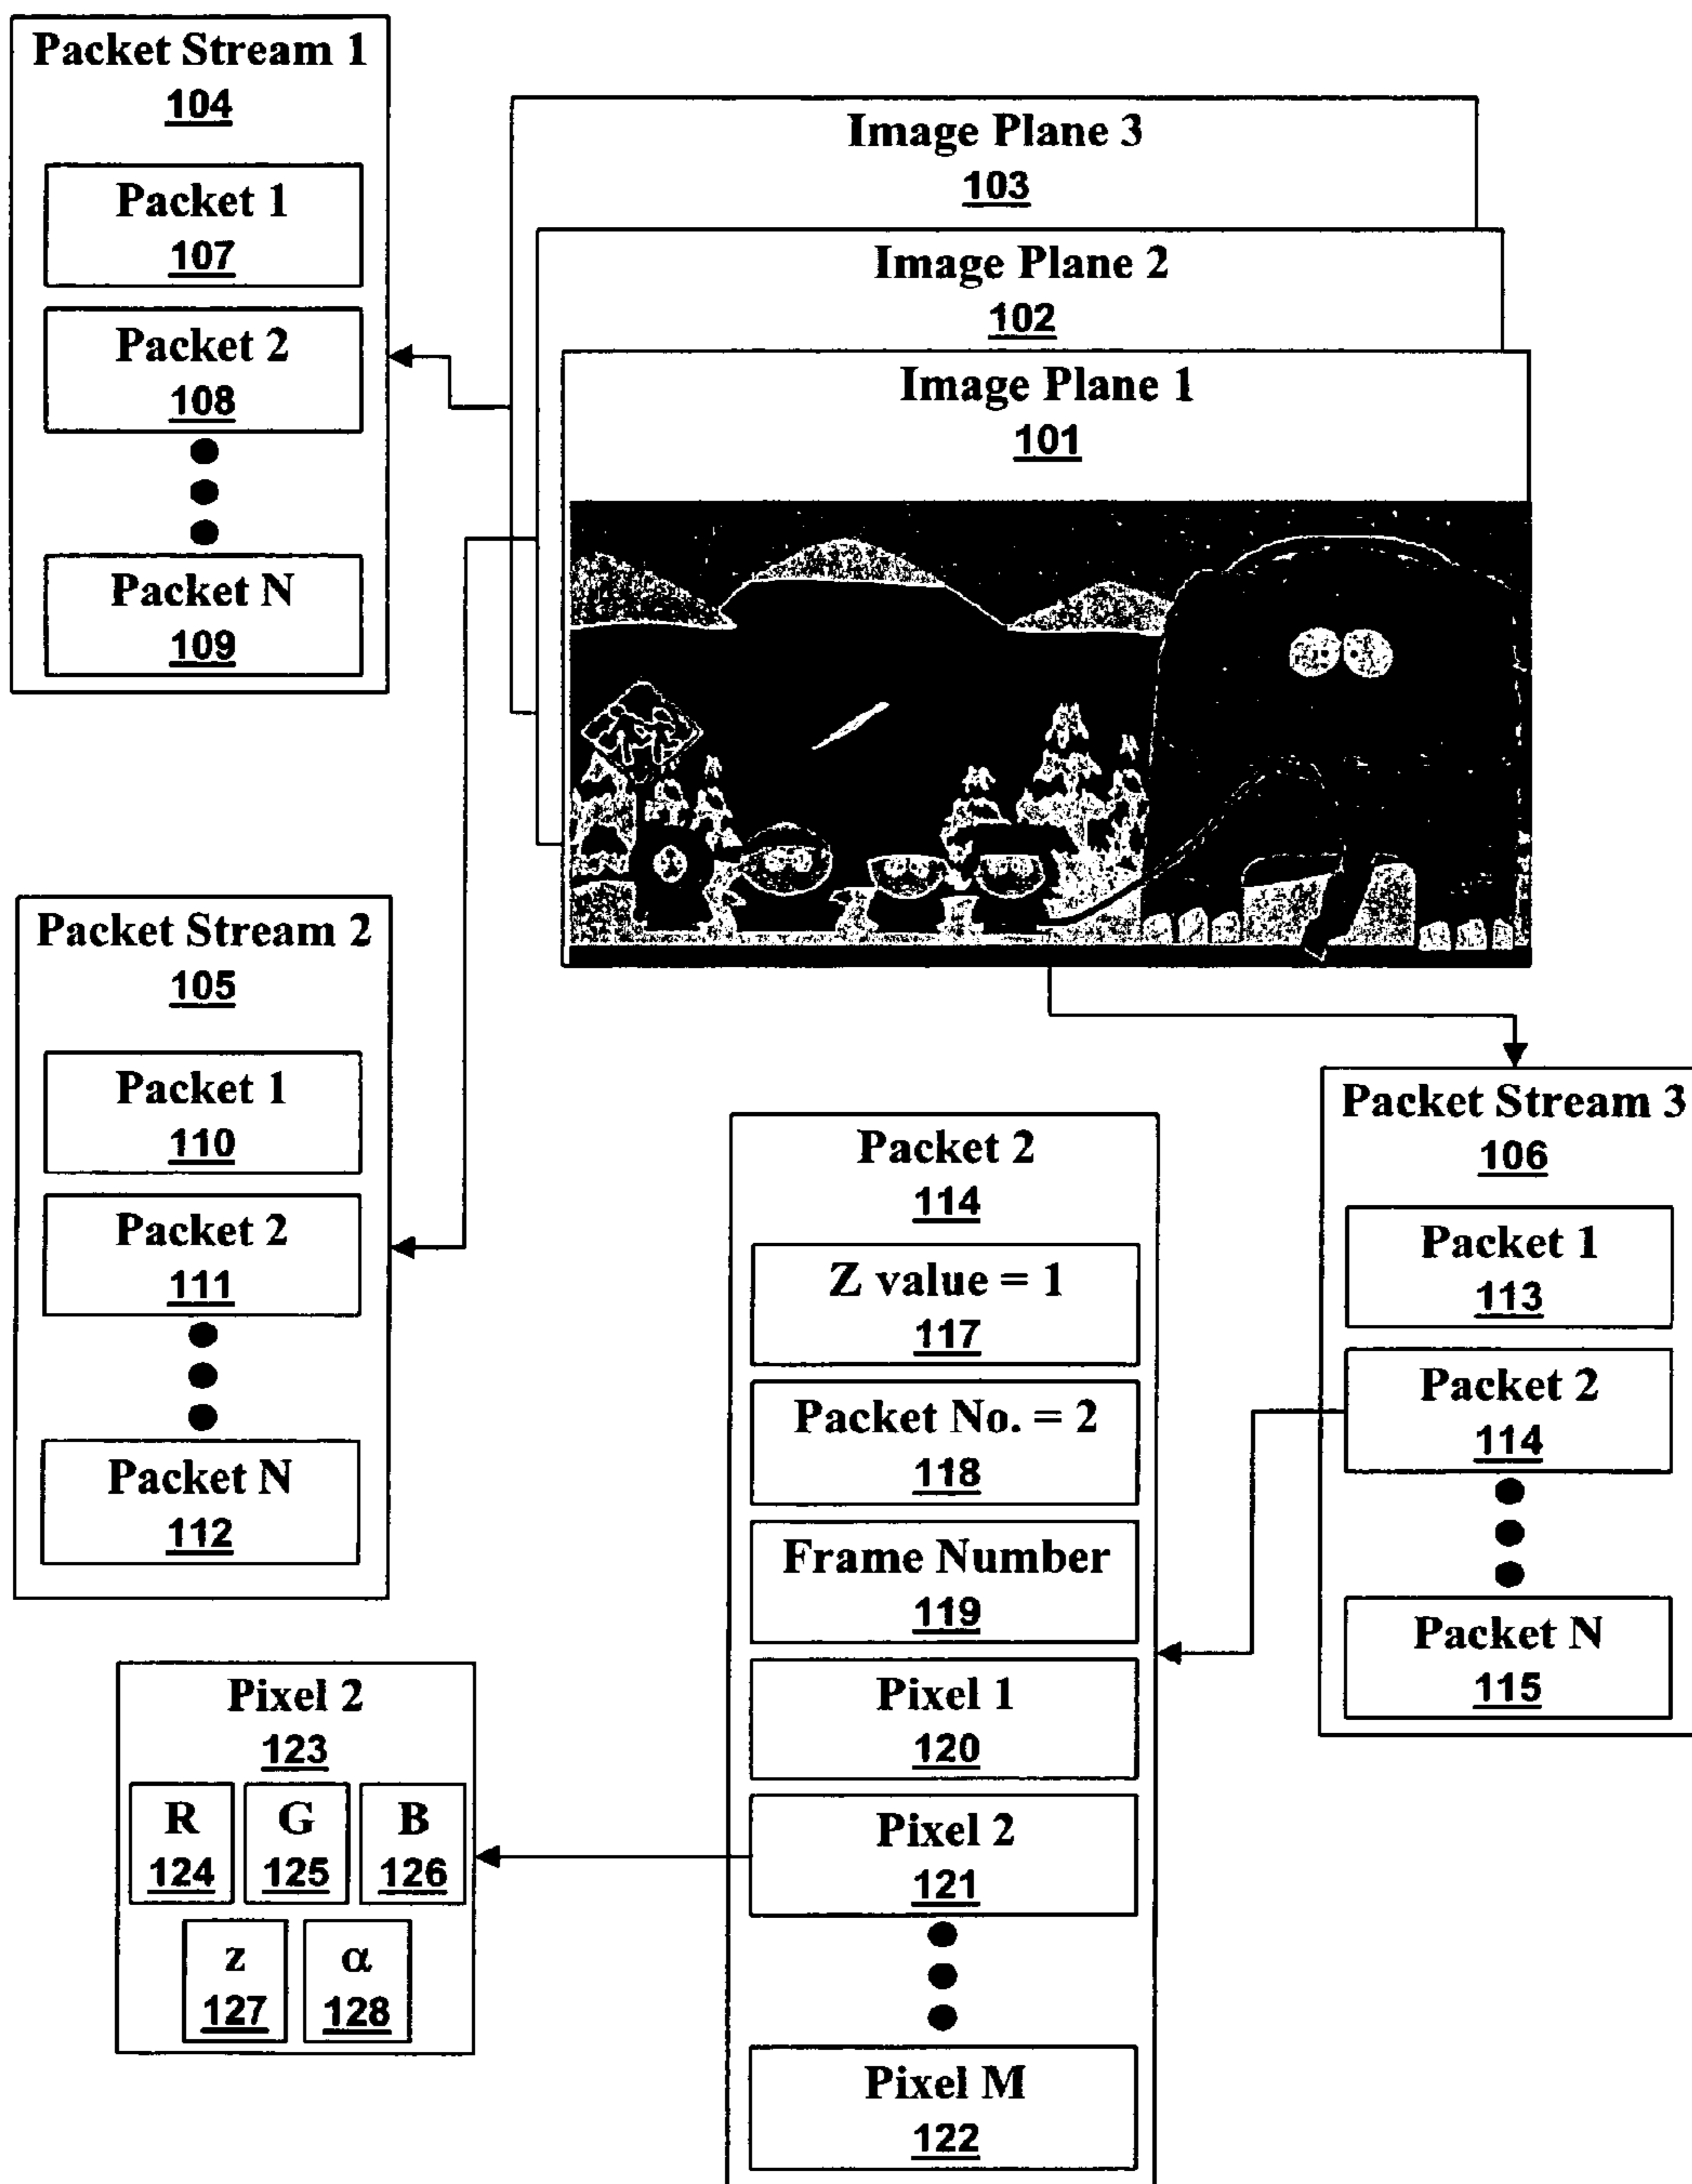 Packet Stream 1
104
Packet 1
107
Packet 2
108
Packet N
109
Image Plane 3
103
Image Plane 2
102
Image Plane 1
101
Packet Stream 2
105
Packet 1
110
Packet 2
111
Packet N
112
Packet 2
114
Z value = 1
117
Packet No. = 2
118
Frame Number
119
Pixel 1
120
Pixel 2
121
Pixel M
122
Packet Stream 3
106
Packet 1
113
Packet 2
114
Packet N
115
Pixel 2
123
R
124
G
125
B
126
z
127
α
128